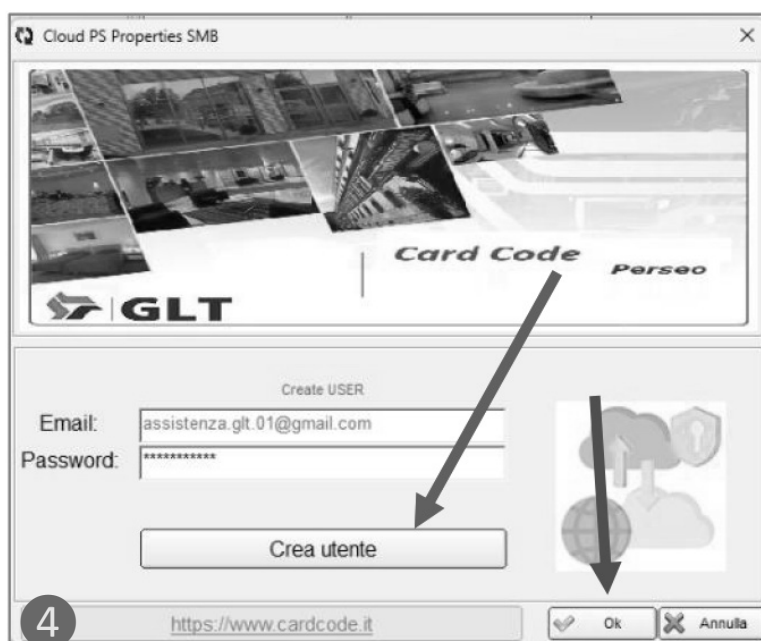 Cloud PS Properties SMB
Card Code
Perseo
GLT
Create USER
Email:
assistenza.glt.01@gmail.com
Password:
***********
Crea utente
4
https://www.cardcode.it
Ok
Annulla